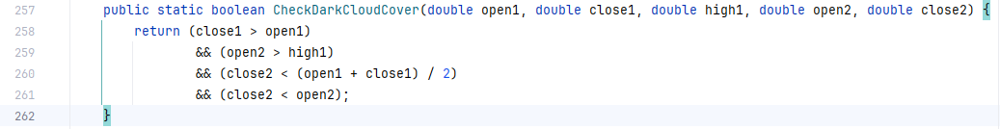 257 public static boolean CheckDarkCloudCover(double open1, double close1, double high1, double open2, double close2) {
258 return (close1 > open1)
259 && (open2 > high1)
260 && (close2 < (open1 + close1) / 2)
261 && (close2 < open2);
262 }